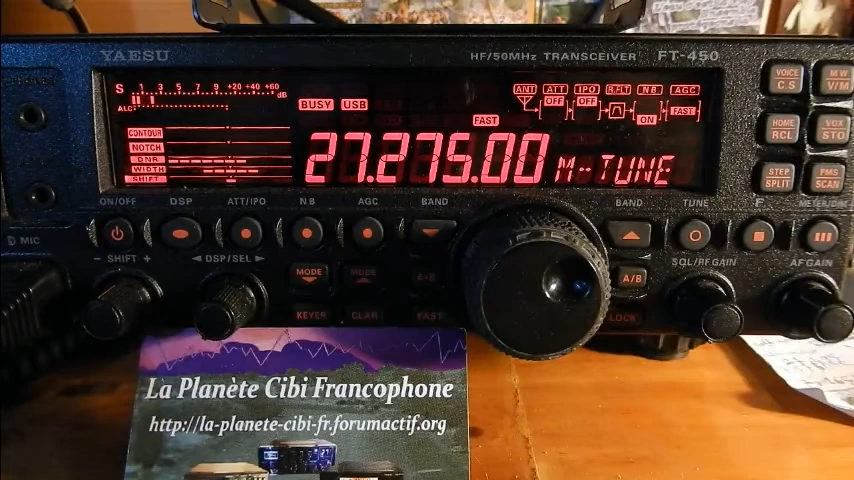 YAESU
HF/50MHz TRANSCEIVER FT-450
S 1 3 5 7 9 +20 +40 +60 dB
ALC
BUSY USB
FAST
ANT ATT IPO R.FLT NB AGC
OFF OFF ON FAST
CONTOUR
NOTCH
DNR
WIDTH
SHIFT
27.275.00 M-TUNE
VOICE C.S
M W V/M
HOME RCL
VOX STO
STEP SPLIT
PMS SCAN
ON/OFF DSP ATT/IPO NB AGC BAND BAND TUNE F
MIC
– SHIFT + ◄ DSP/SEL ► MODE MODE A▸B A/B SQL/RF GAIN AF GAIN
KEYER CLAR FAST LOCK
La Planète Cibi Francophone
http://la-planete-cibi-fr.forumactif.org